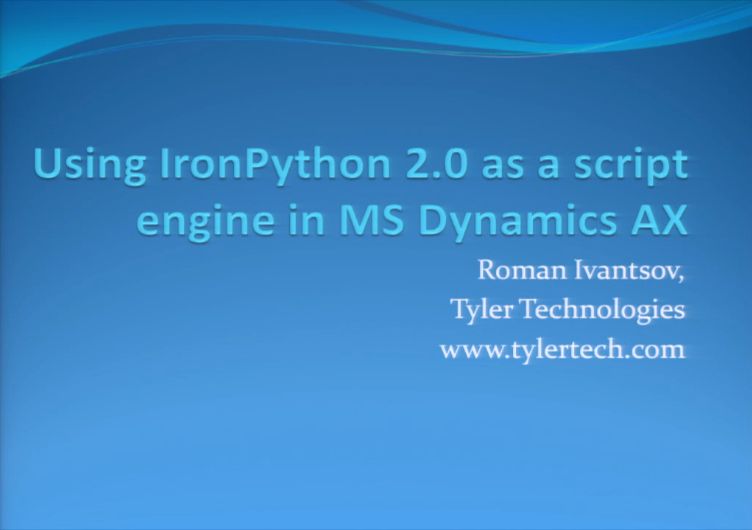 Using IronPython 2.0 as a script
engine in MS Dynamics AX
Roman Ivantsov,
Tyler Technologies
www.tylertech.com